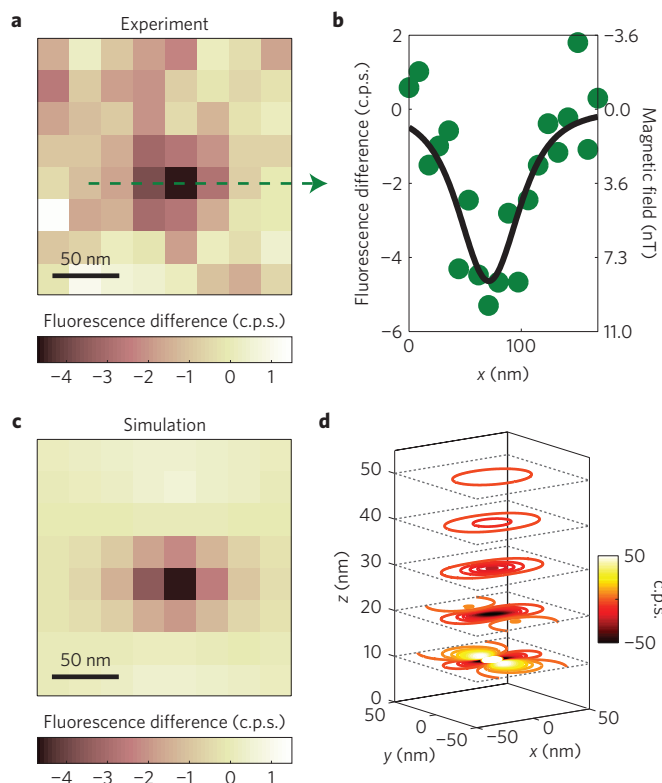 a Experiment
50 nm
Fluorescence difference (c.p.s.)
−4 −3 −2 −1 0 1
b
Fluorescence difference (c.p.s.)
2
0
−2
−4
−6
0 100
x (nm)
−3.6
0.0
3.6
7.3
11.0
Magnetic field (nT)
c Simulation
50 nm
Fluorescence difference (c.p.s.)
−4 −3 −2 −1 0 1
d
z (nm)
50
40
30
20
10
0
50
0
−50
y (nm)
−50
0
50
x (nm)
50
−50
c.p.s.